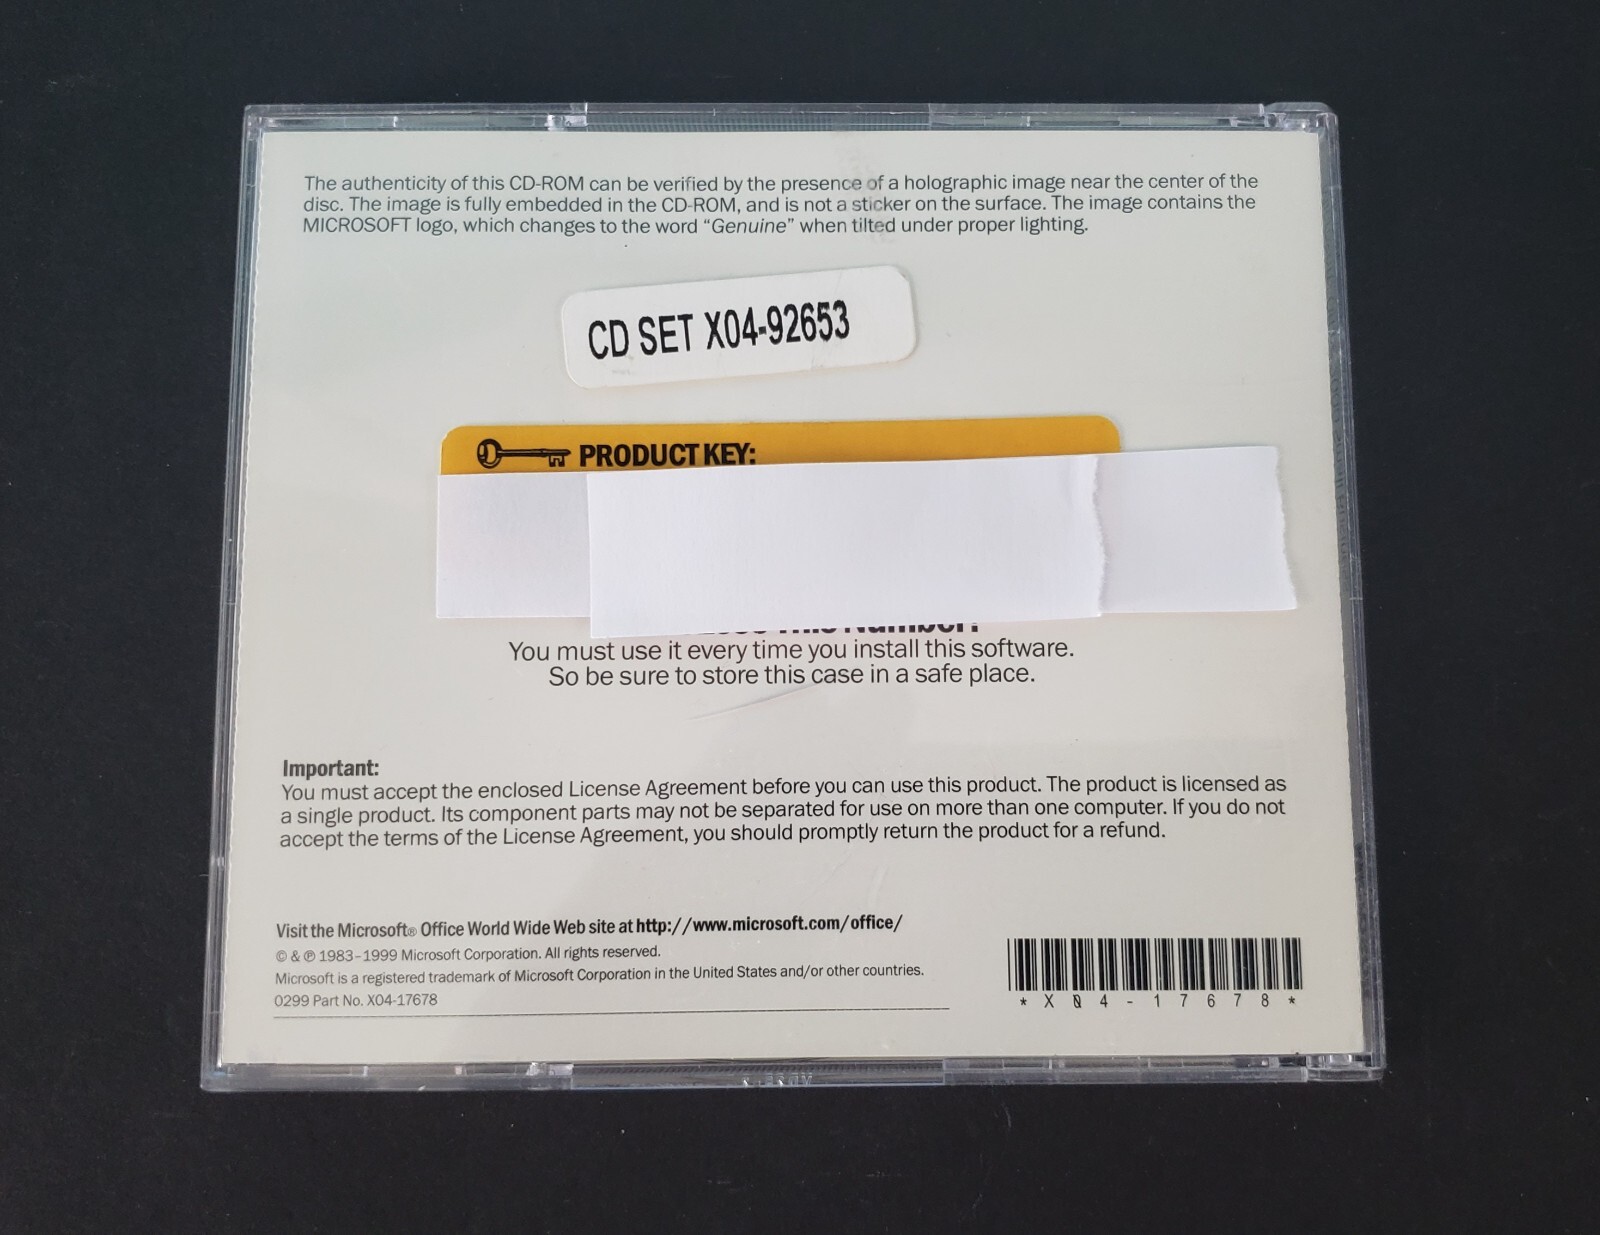 The authenticity of this CD-ROM can be verified by the presence of a holographic image near the center of the
disc. The image is fully embedded in the CD-ROM, and is not a sticker on the surface. The image contains the
MICROSOFT logo, which changes to the word “Genuine” when tilted under proper lighting.
CD SET X04-92653
PRODUCT KEY:
This Number!
You must use it every time you install this software.
So be sure to store this case in a safe place.
Important:
You must accept the enclosed License Agreement before you can use this product. The product is licensed as
a single product. Its component parts may not be separated for use on more than one computer. If you do not
accept the terms of the License Agreement, you should promptly return the product for a refund.
Visit the Microsoft® Office World Wide Web site at http://www.microsoft.com/office/
© & ℗ 1983-1999 Microsoft Corporation. All rights reserved.
Microsoft is a registered trademark of Microsoft Corporation in the United States and/or other countries.
0299 Part No. X04-17678
*X04-17678*